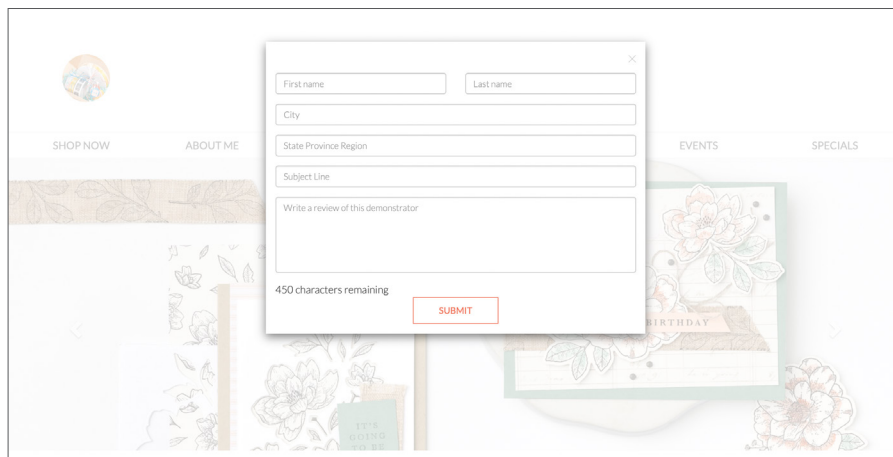 First name Last name
City
SHOP NOW ABOUT ME State Province Region EVENTS SPECIALS
Subject Line
Write a review of this demonstrator
450 characters remaining
SUBMIT
BIRTHDAY
IT'S
GOING
TO BE